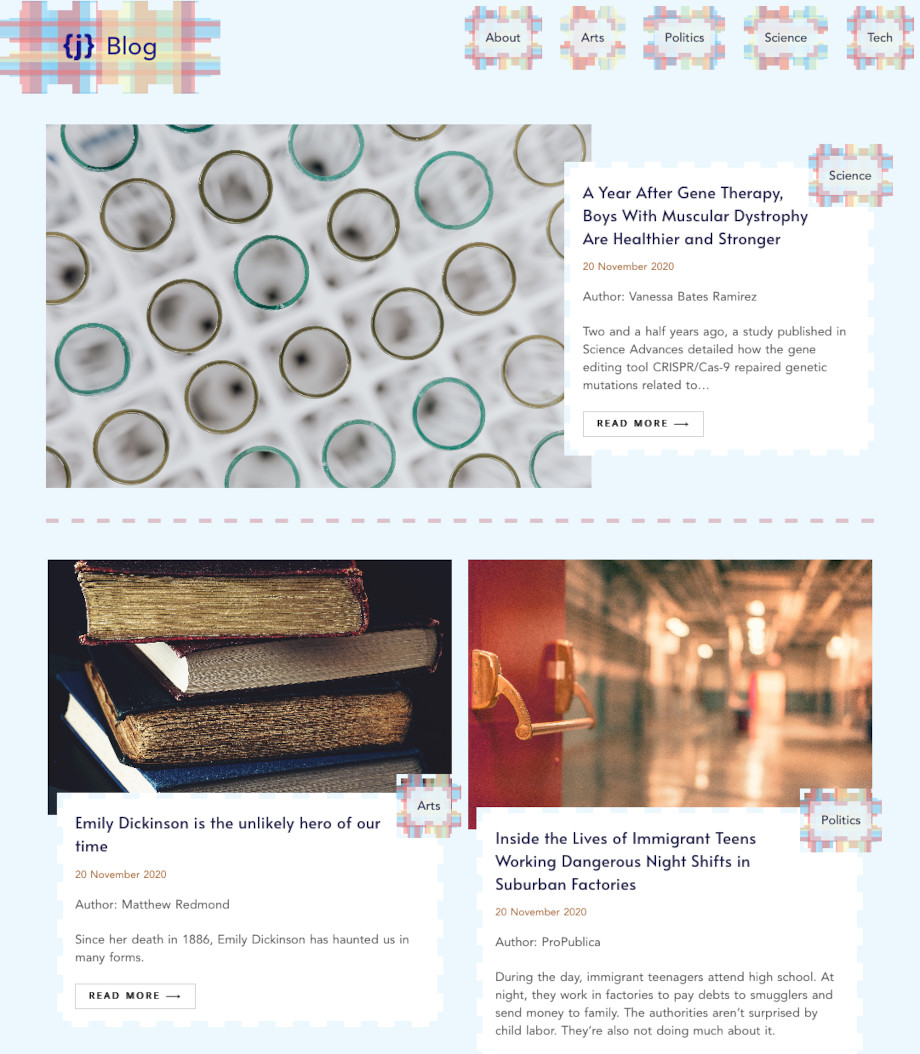 {j} Blog
About Arts Politics Science Tech
Science
A Year After Gene Therapy,
Boys With Muscular Dystrophy
Are Healthier and Stronger
20 November 2020
Author: Vanessa Bates Ramirez
Two and a half years ago, a study published in
Science Advances detailed how the gene
editing tool CRISPR/Cas-9 repaired genetic
mutations related to…
READ MORE ⟶
Arts
Emily Dickinson is the unlikely hero of our
time
20 November 2020
Author: Matthew Redmond
Since her death in 1886, Emily Dickinson has haunted us in
many forms.
READ MORE ⟶
Politics
Inside the Lives of Immigrant Teens
Working Dangerous Night Shifts in
Suburban Factories
20 November 2020
Author: ProPublica
During the day, immigrant teenagers attend high school. At
night, they work in factories to pay debts to smugglers and
send money to family. The authorities aren’t surprised by
child labor. They’re also not doing much about it.